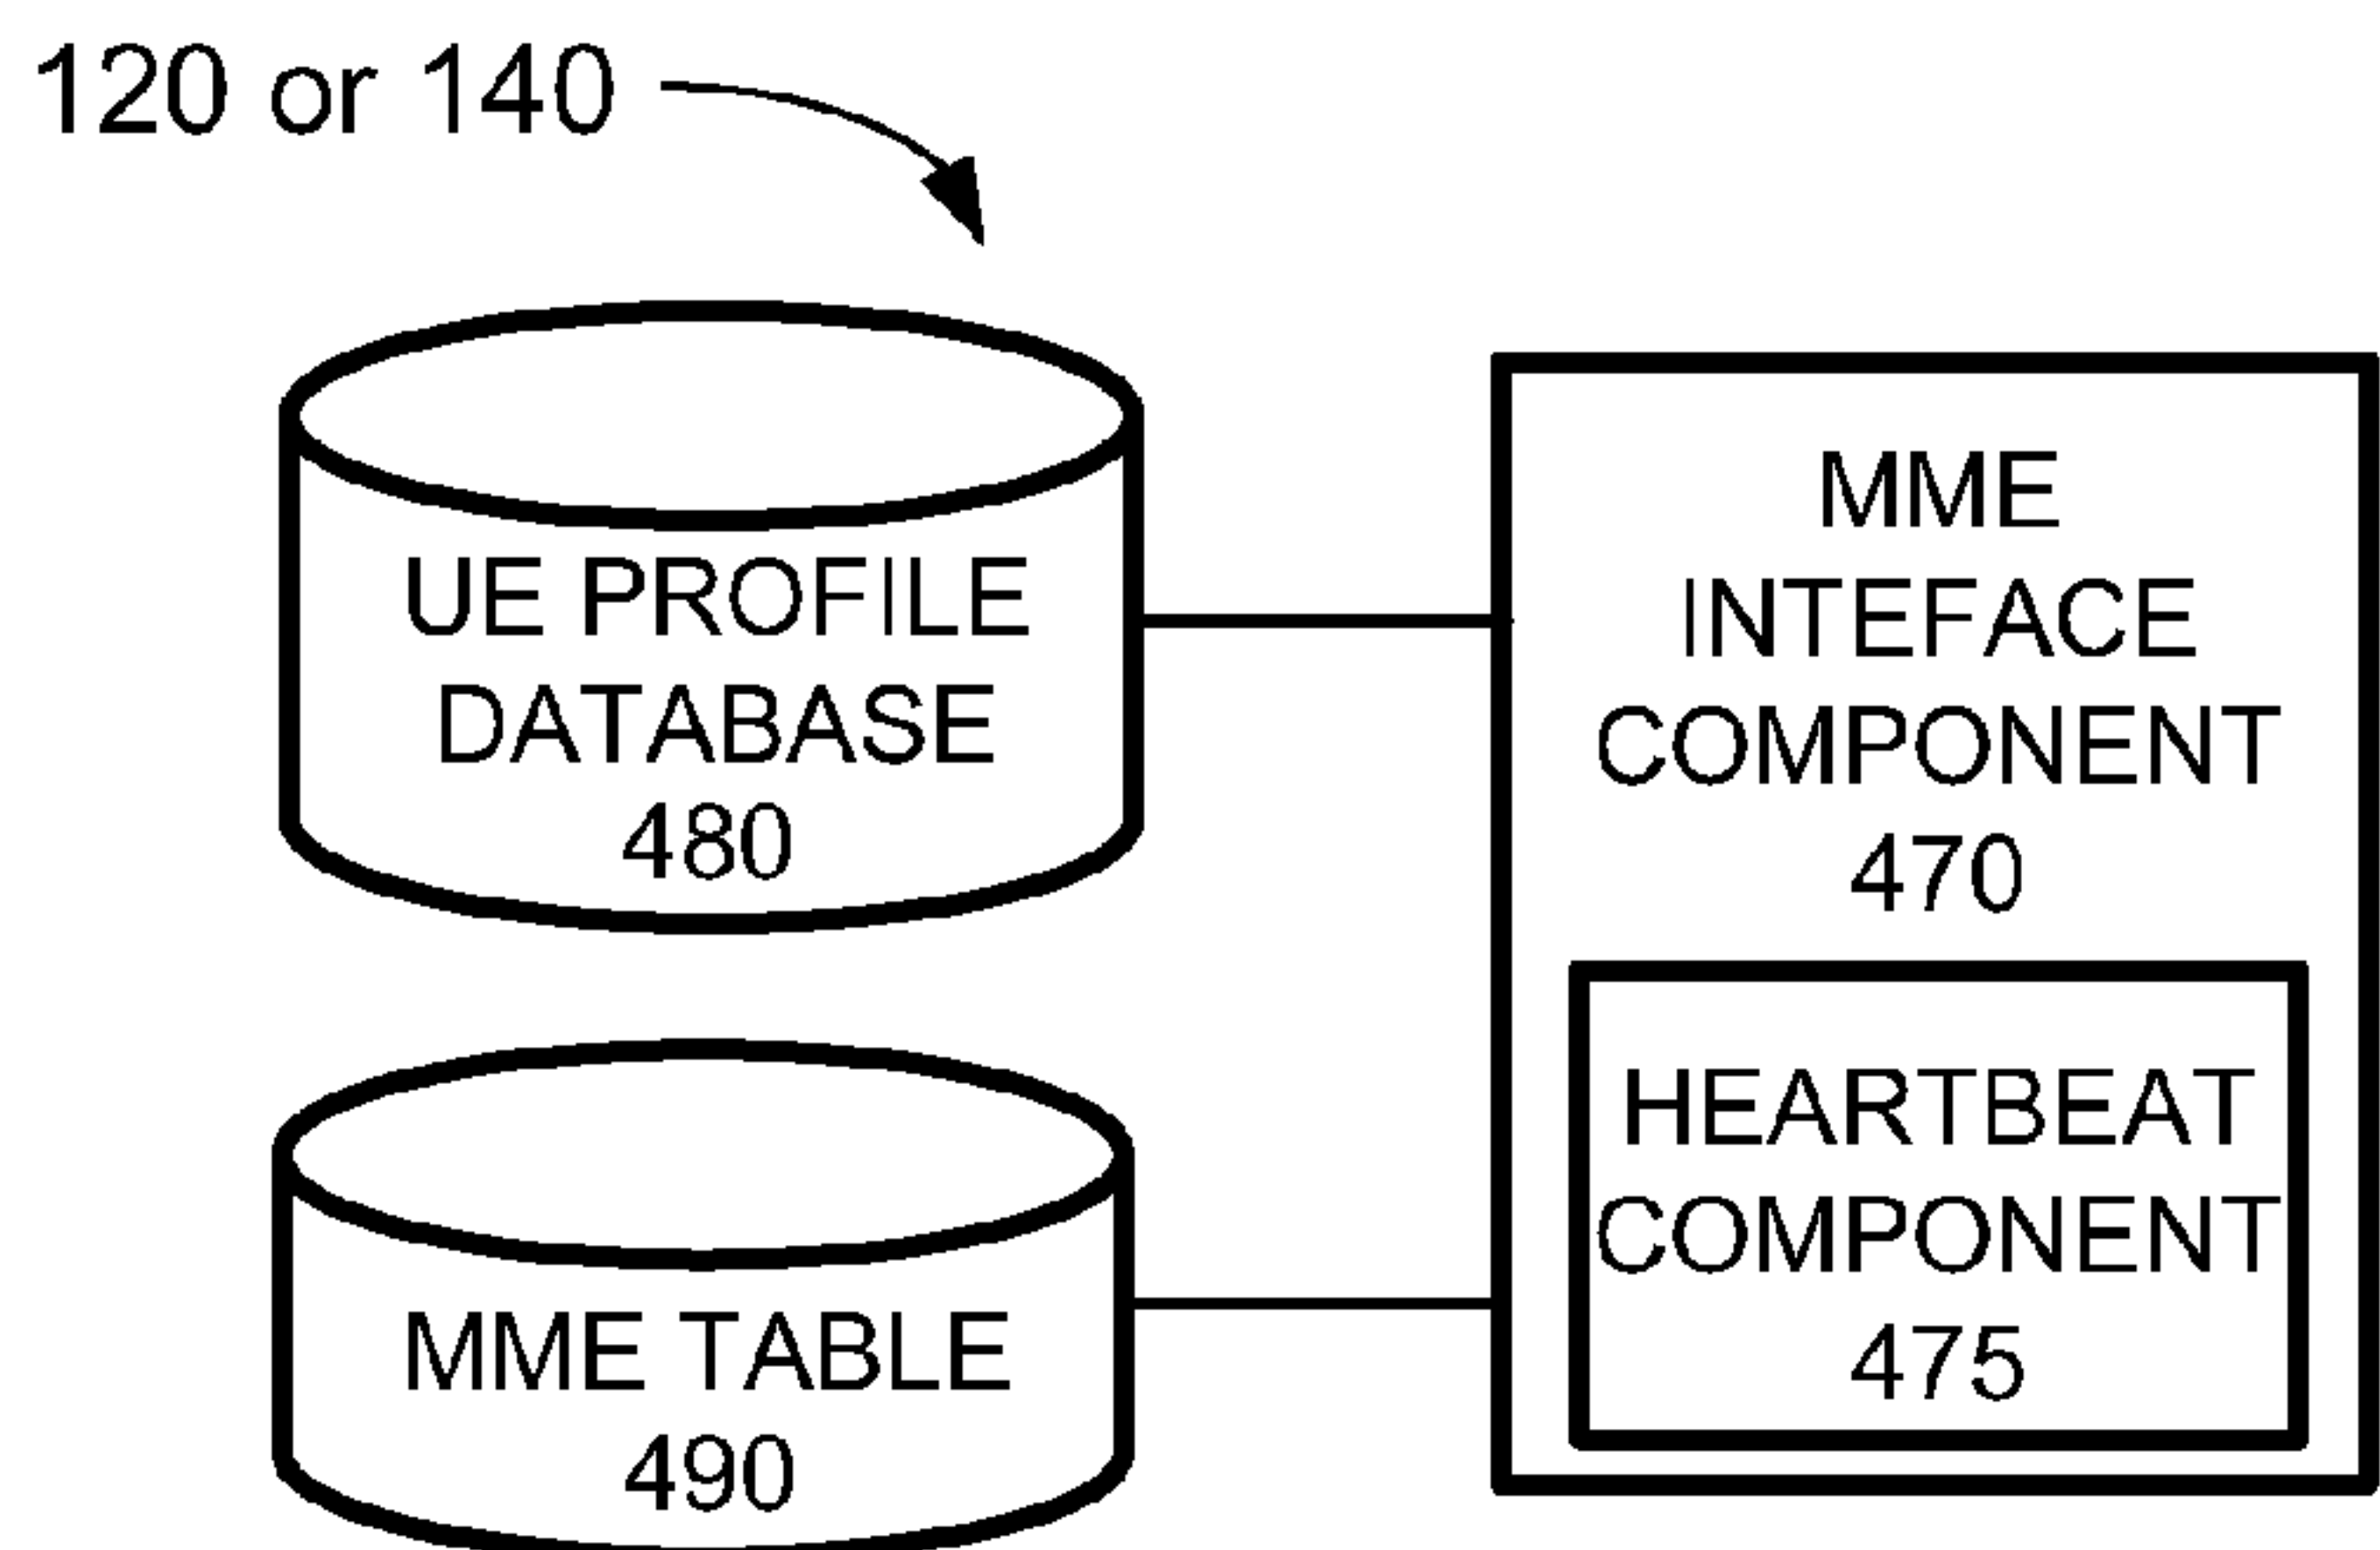 120 or 140
UE PROFILE
DATABASE
480
MME TABLE
490
MME
INTEFACE
COMPONENT
470
HEARTBEAT
COMPONENT
475